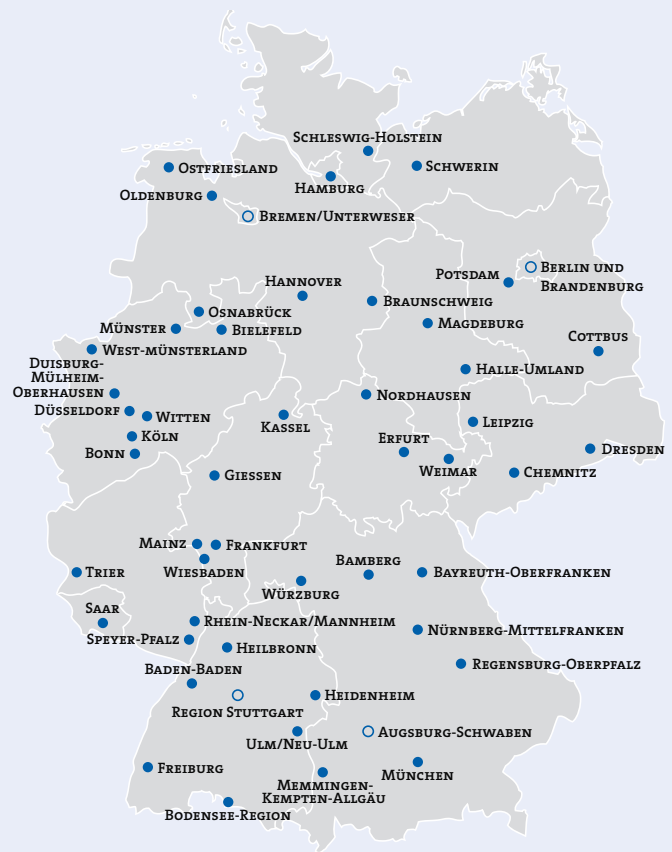 Schleswig-Holstein
Ostfriesland
Schwerin
Hamburg
Oldenburg
Bremen/Unterweser
Berlin und
Brandenburg
Potsdam
Hannover
Braunschweig
Osnabrück
Münster
Bielefeld
Magdeburg
Cottbus
West-münsterland
Duisburg-
Mülheim-
Oberhausen
Halle-Umland
Nordhausen
Düsseldorf
Witten
Kassel
Leipzig
Köln
Erfurt
Bonn
Weimar
Dresden
Giessen
Chemnitz
Mainz
Frankfurt
Wiesbaden
Trier
Bamberg
Bayreuth-Oberfranken
Würzburg
Saar
Rhein-Neckar/Mannheim
Speyer-Pfalz
Nürnberg-Mittelfranken
Heilbronn
Regensburg-Oberpfalz
Baden-Baden
Region Stuttgart
Heidenheim
Ulm/Neu-Ulm
Augsburg-Schwaben
Freiburg
München
Memmingen-
Kempten-Allgäu
Bodensee-Region